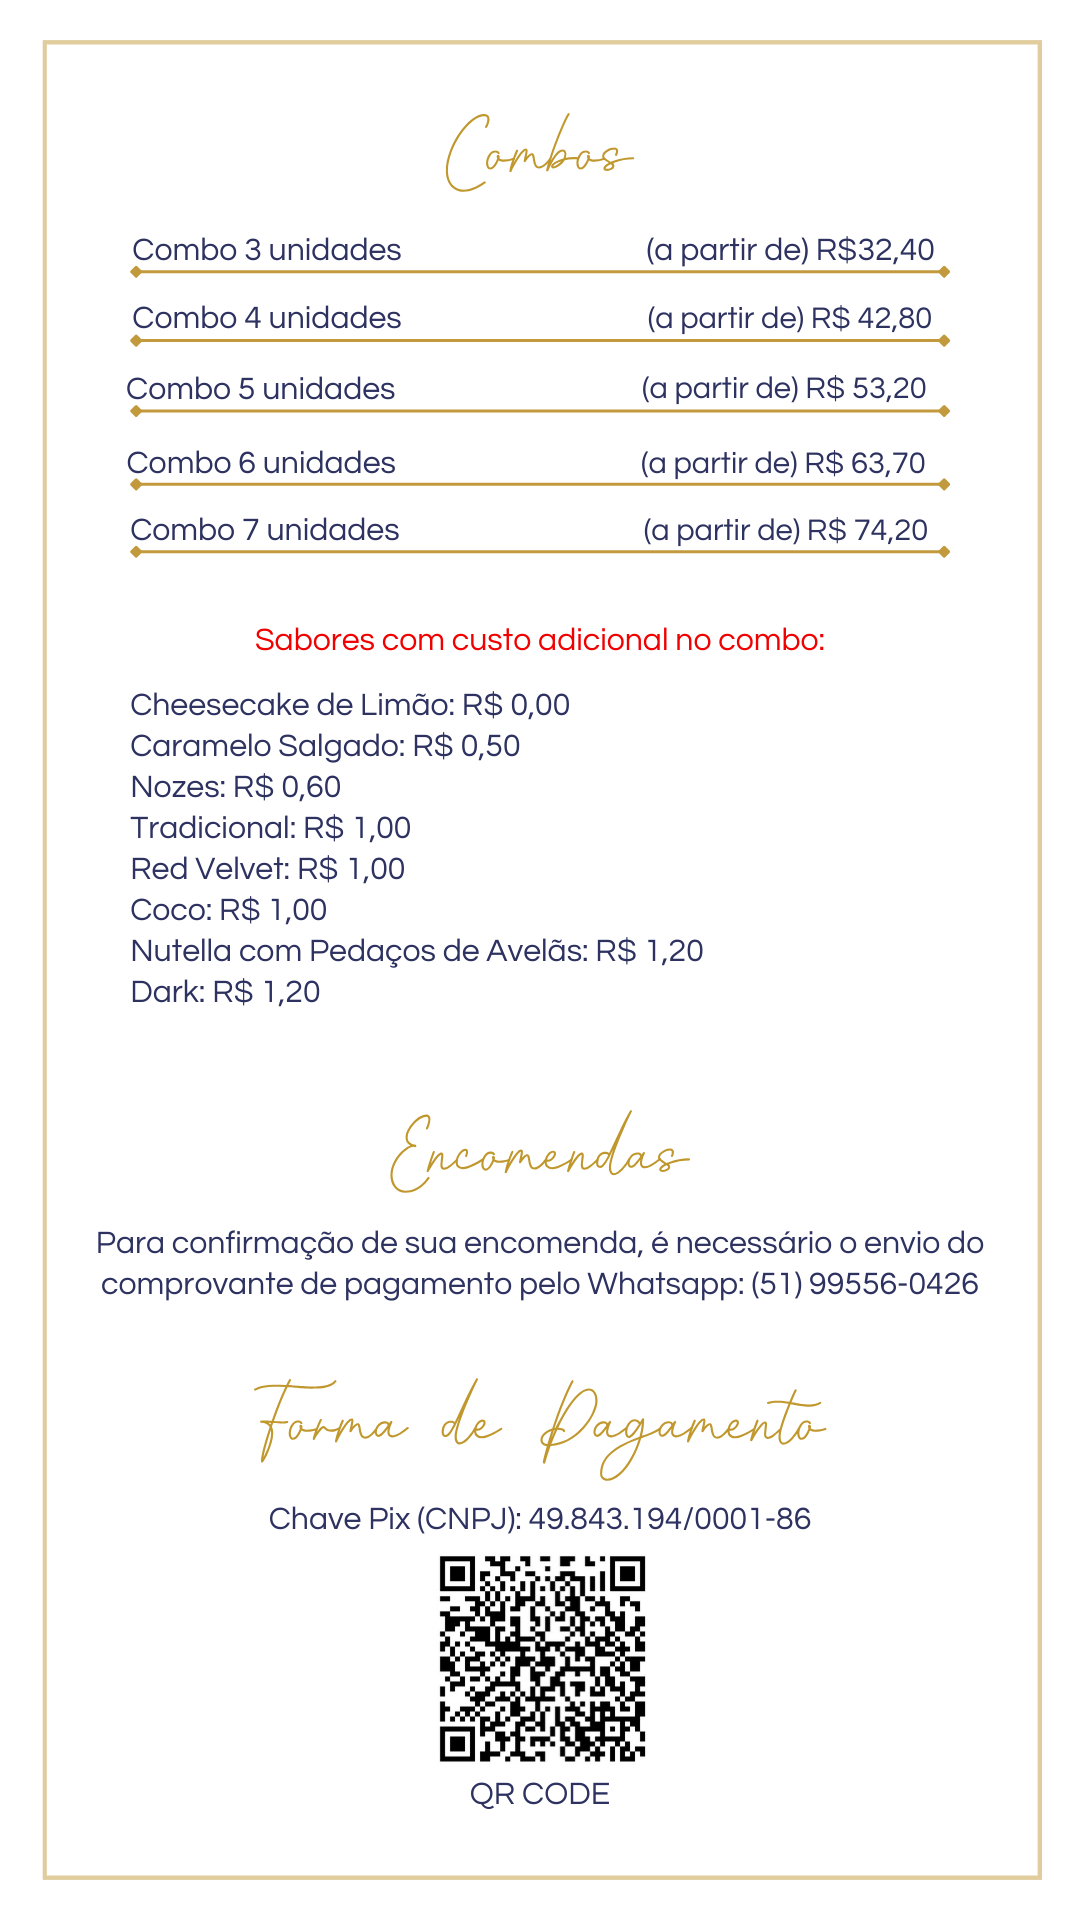 Combos
Combo 3 unidades (a partir de) R$32,40
Combo 4 unidades (a partir de) R$ 42,80
Combo 5 unidades (a partir de) R$ 53,20
Combo 6 unidades (a partir de) R$ 63,70
Combo 7 unidades (a partir de) R$ 74,20
Sabores com custo adicional no combo:
Cheesecake de Limão: R$ 0,00
Caramelo Salgado: R$ 0,50
Nozes: R$ 0,60
Tradicional: R$ 1,00
Red Velvet: R$ 1,00
Coco: R$ 1,00
Nutella com Pedaços de Avelãs: R$ 1,20
Dark: R$ 1,20
Encomendas
Para confirmação de sua encomenda, é necessário o envio do
comprovante de pagamento pelo Whatsapp: (51) 99556-0426
Forma de Pagamento
Chave Pix (CNPJ): 49.843.194/0001-86
QR CODE